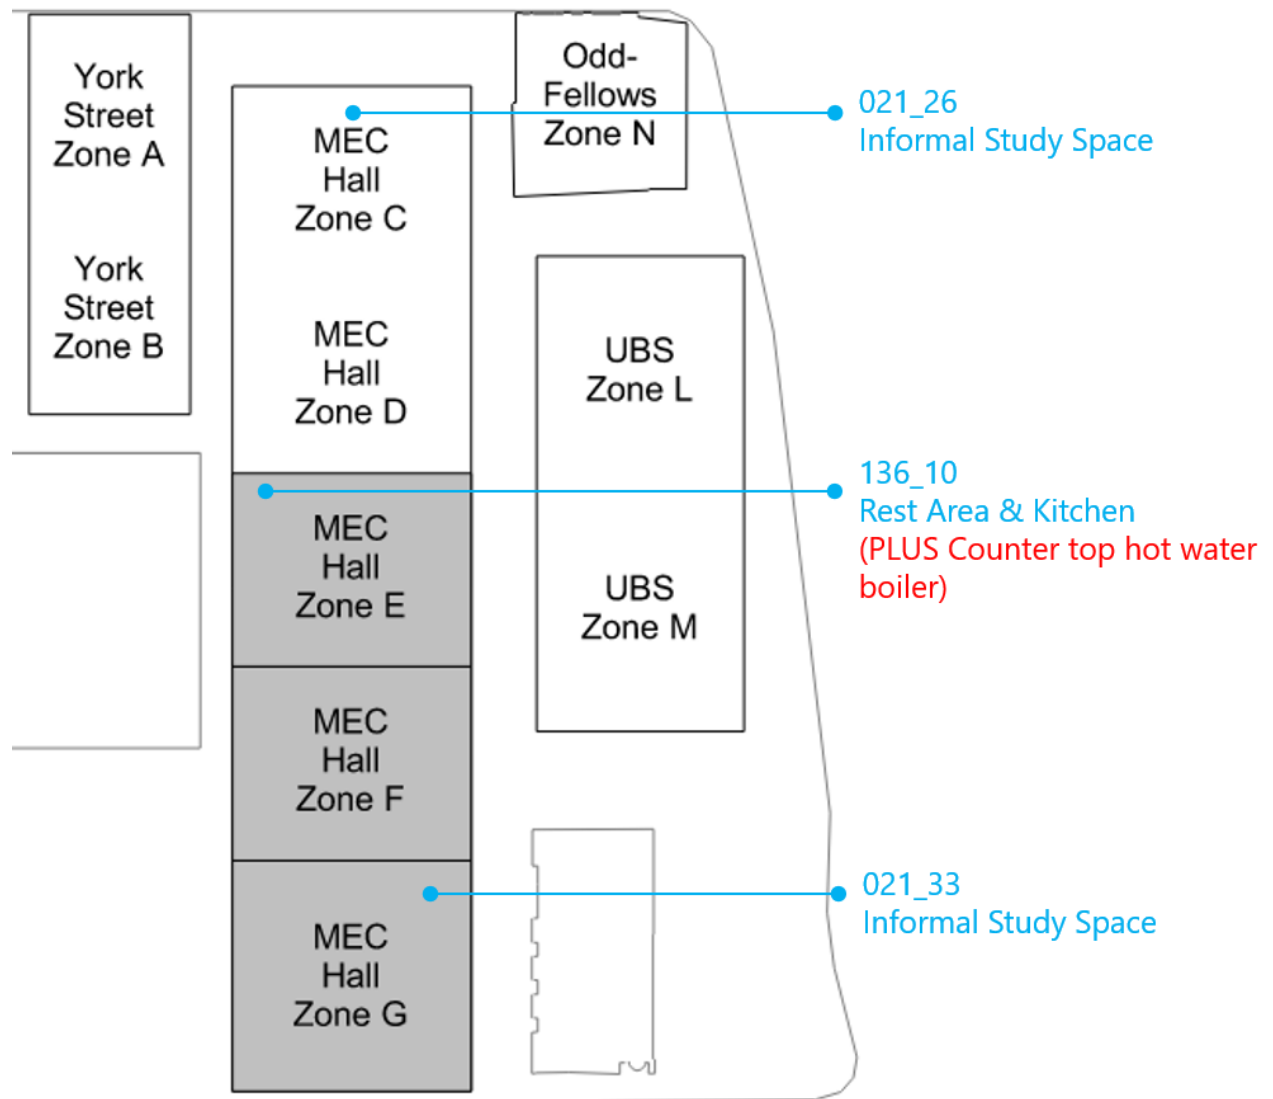 York
Street
Zone A
York
Street
Zone B
MEC
Hall
Zone C
MEC
Hall
Zone D
MEC
Hall
Zone E
MEC
Hall
Zone F
MEC
Hall
Zone G
Odd-
Fellows
Zone N
UBS
Zone L
UBS
Zone M
021_26
Informal Study Space
136_10
Rest Area & Kitchen
(PLUS Counter top hot water
boiler)
021_33
Informal Study Space